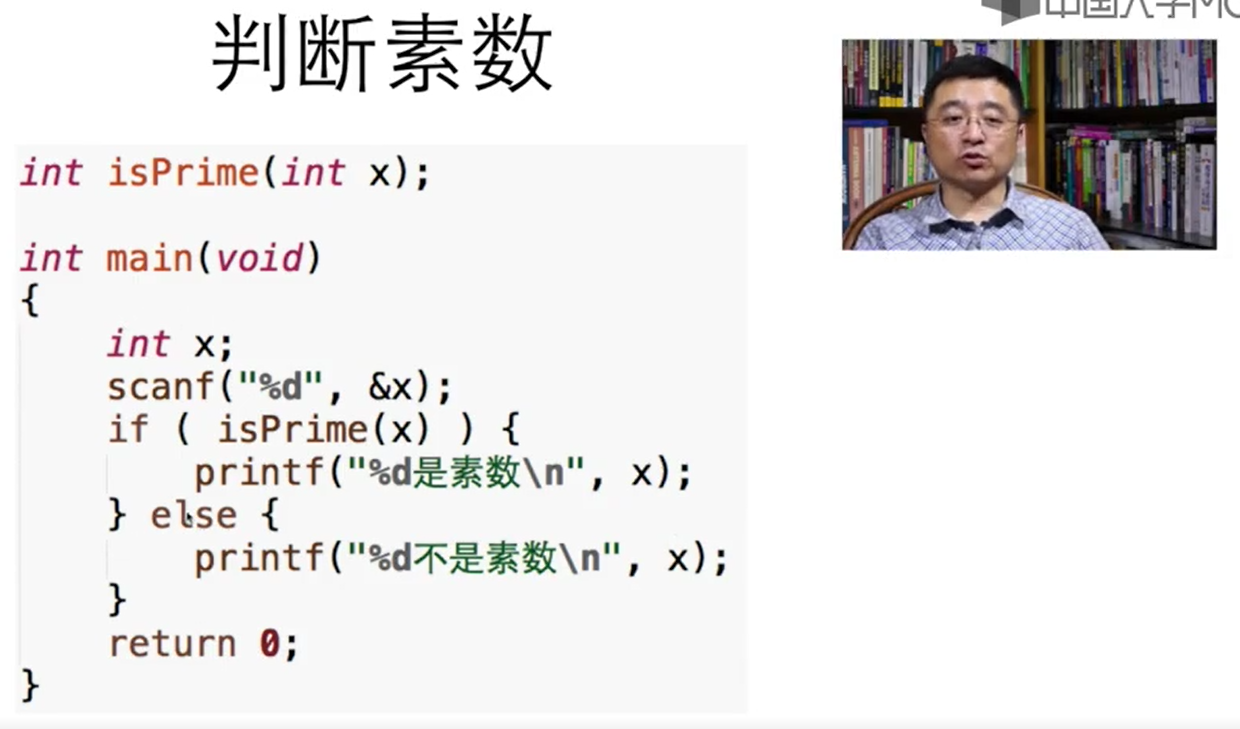 中国大学MO
判断素数
int isPrime(int x);
int main(void)
{
int x;
scanf("%d", &x);
if ( isPrime(x) ) {
printf("%d是素数\n", x);
} else {
printf("%d不是素数\n", x);
}
return 0;
}